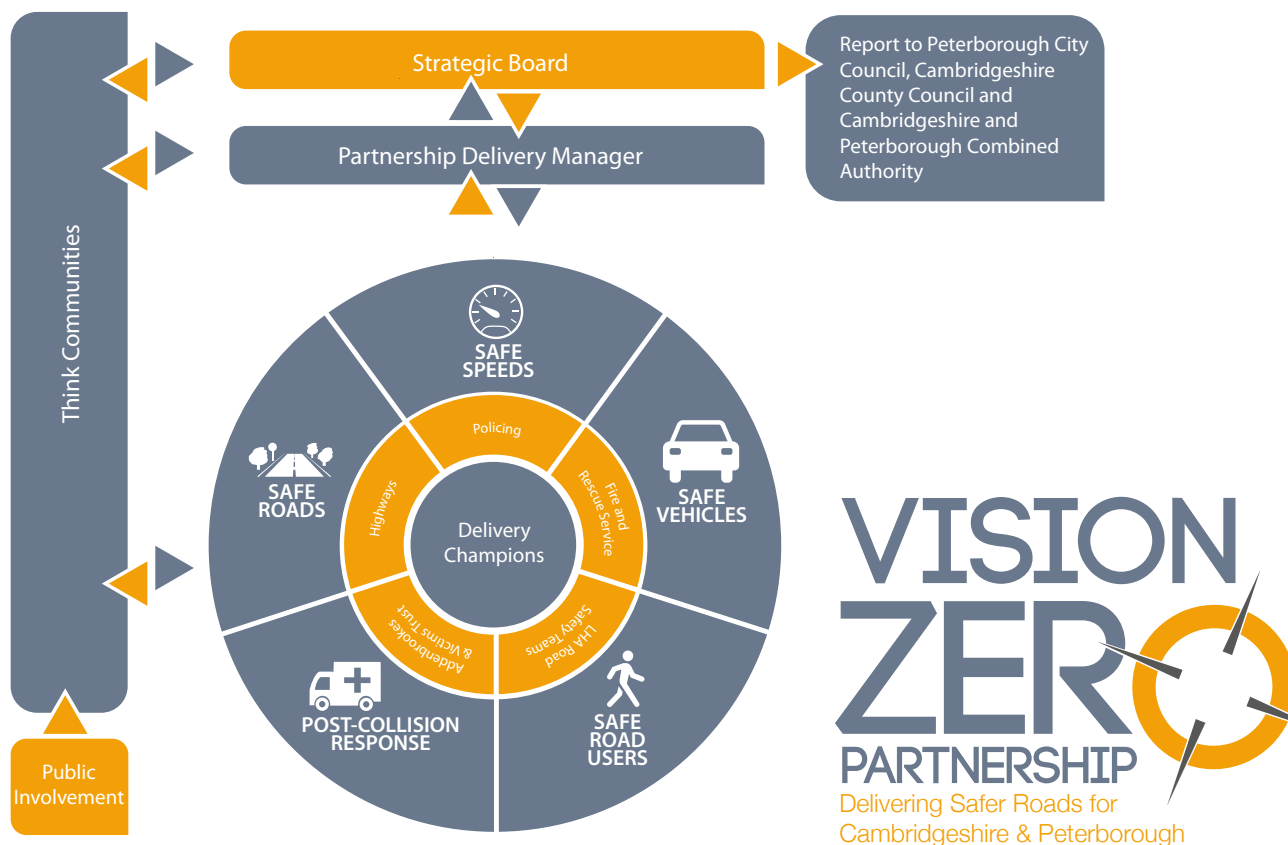 Think Communities
Public
Involvement
Strategic Board
Partnership Delivery Manager
Report to Peterborough City
Council, Cambridgeshire
County Council and
Cambridgeshire and
Peterborough Combined
Authority
SAFE
SPEEDS
SAFE
VEHICLES
SAFE
ROAD
USERS
POST-COLLISION
RESPONSE
SAFE
ROADS
Policing
Fire and
Rescue Service
LHA Road
Safety Teams
Addenbrookes
& Victims Trust
Highways
Delivery
Champions
VISION
ZERO
PARTNERSHIP
Delivering Safer Roads for
Cambridgeshire & Peterborough